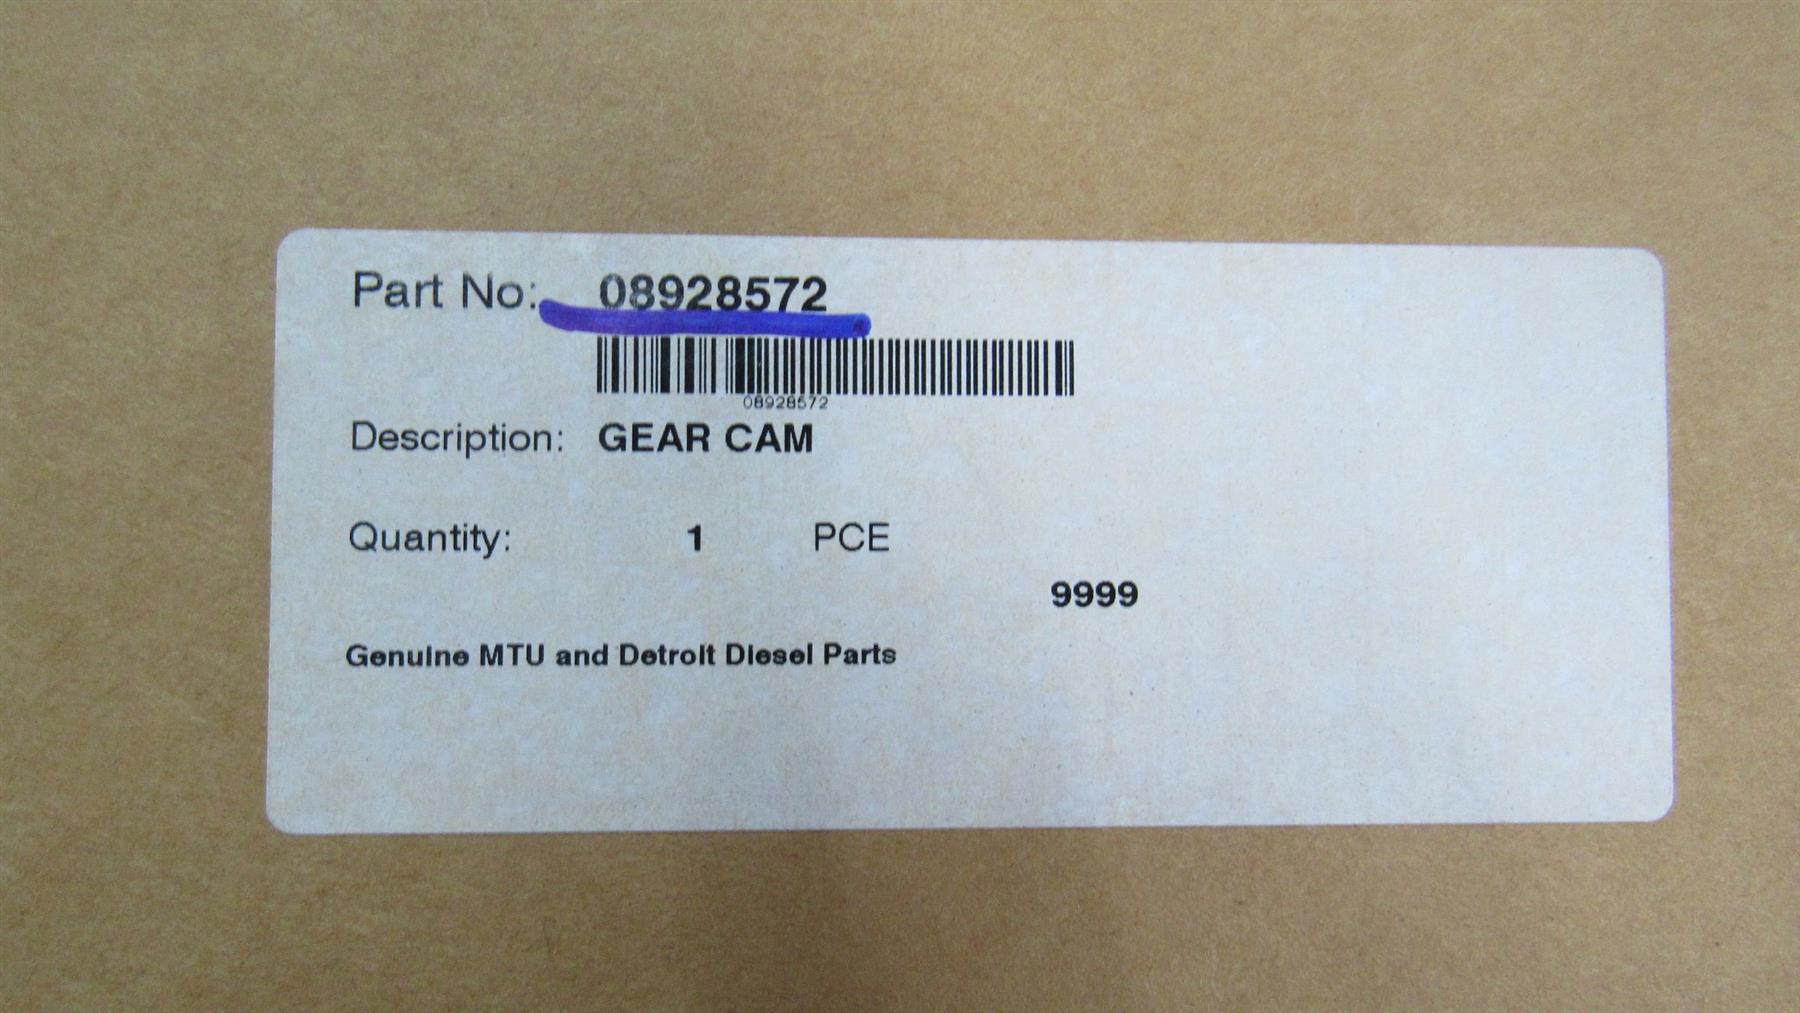 Part No: 08928572
08928572
Description: GEAR CAM
Quantity: 1 PCE
9999
Genuine MTU and Detroit Diesel Parts